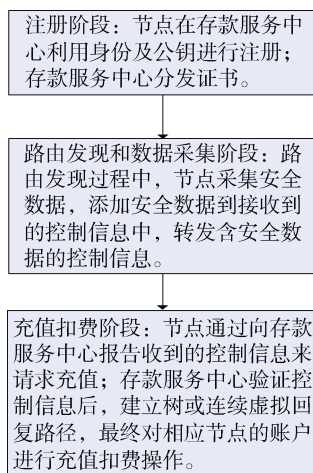 注册阶段：节点在存款服务中
心利用身份及公钥进行注册；
存款服务中心分发证书。
路由发现和数据采集阶段：路
由发现过程中，节点采集安全
数据，添加安全数据到接收到
的控制信息中，转发含安全数
据的控制信息。
充值扣费阶段：节点通过向存款
服务中心报告收到的控制信息来
请求充值；存款服务中心验证控
制信息后，建立树或连续虚拟回
复路径，最终对相应节点的账户
进行充值扣费操作。